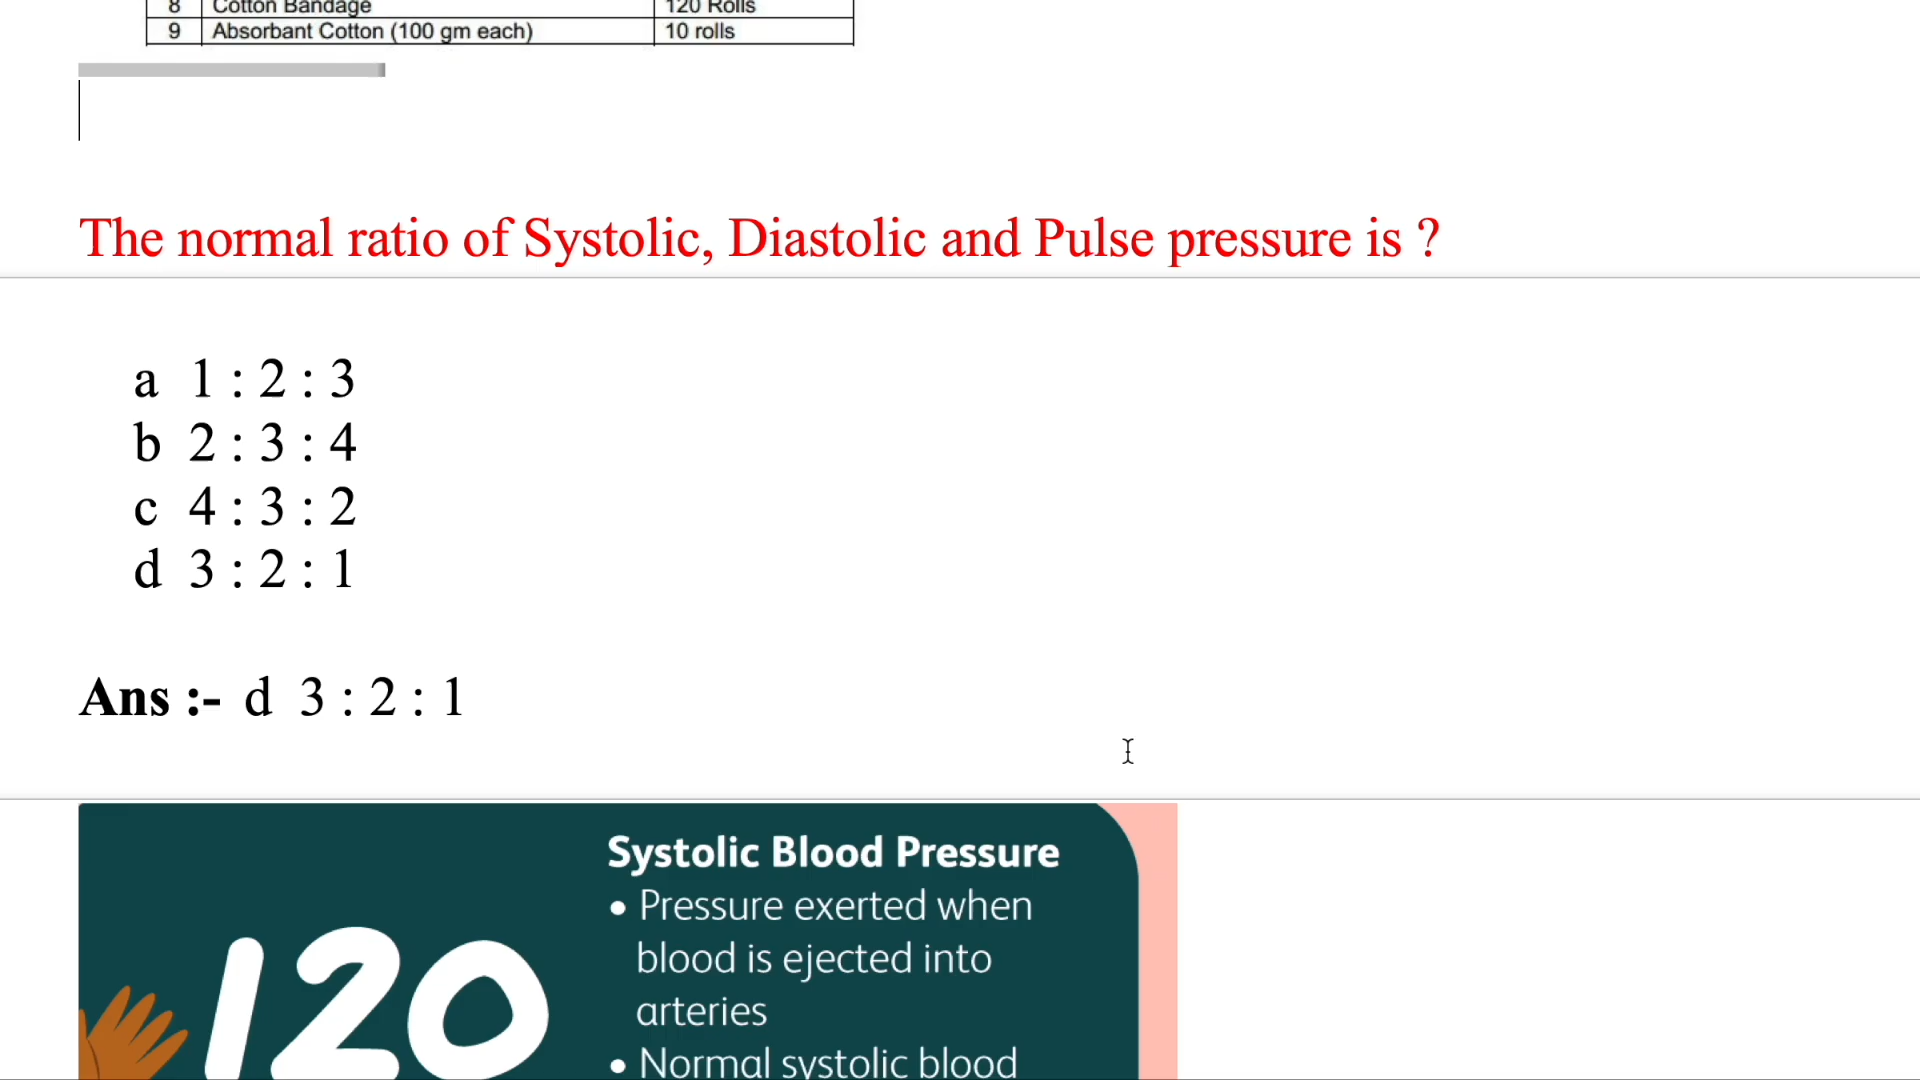 8 Cotton Bandage 120 Rolls
9 Absorbant Cotton (100 gm each) 10 rolls
The normal ratio of Systolic, Diastolic and Pulse pressure is ?
a 1 : 2 : 3
b 2 : 3 : 4
c 4 : 3 : 2
d 3 : 2 : 1
Ans :- d 3 : 2 : 1
120
Systolic Blood Pressure
• Pressure exerted when
blood is ejected into
arteries
• Normal systolic blood